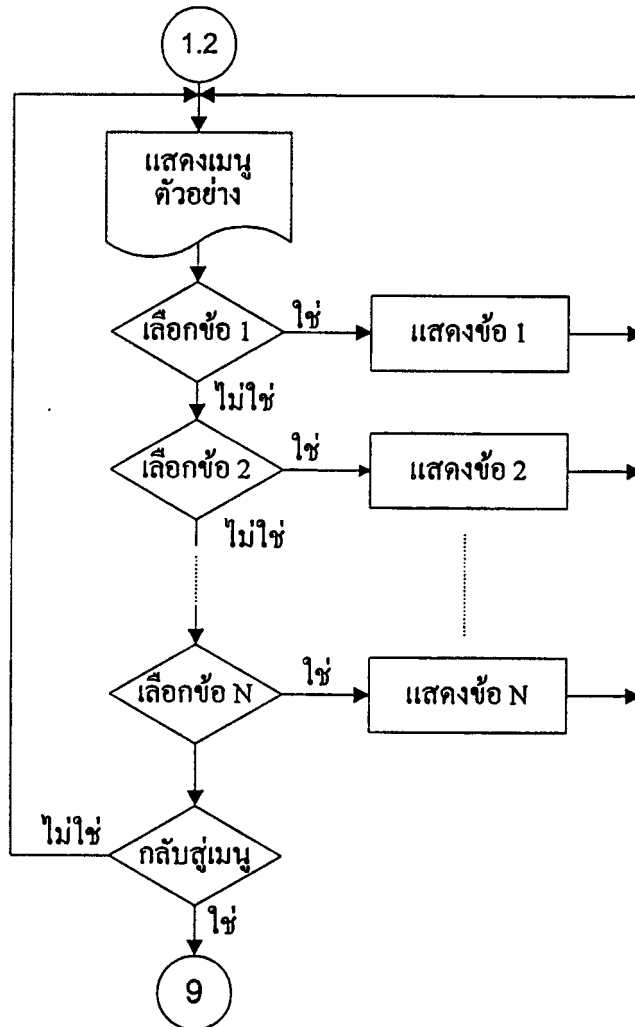 1.2
แสดงเมนู
ตัวอย่าง
เลือกข้อ 1
ใช่
แสดงข้อ 1
ไม่ใช่
เลือกข้อ 2
ใช่
แสดงข้อ 2
ไม่ใช่
เลือกข้อ N
ใช่
แสดงข้อ N
ไม่ใช่
กลับสู่เมนู
ใช่
9